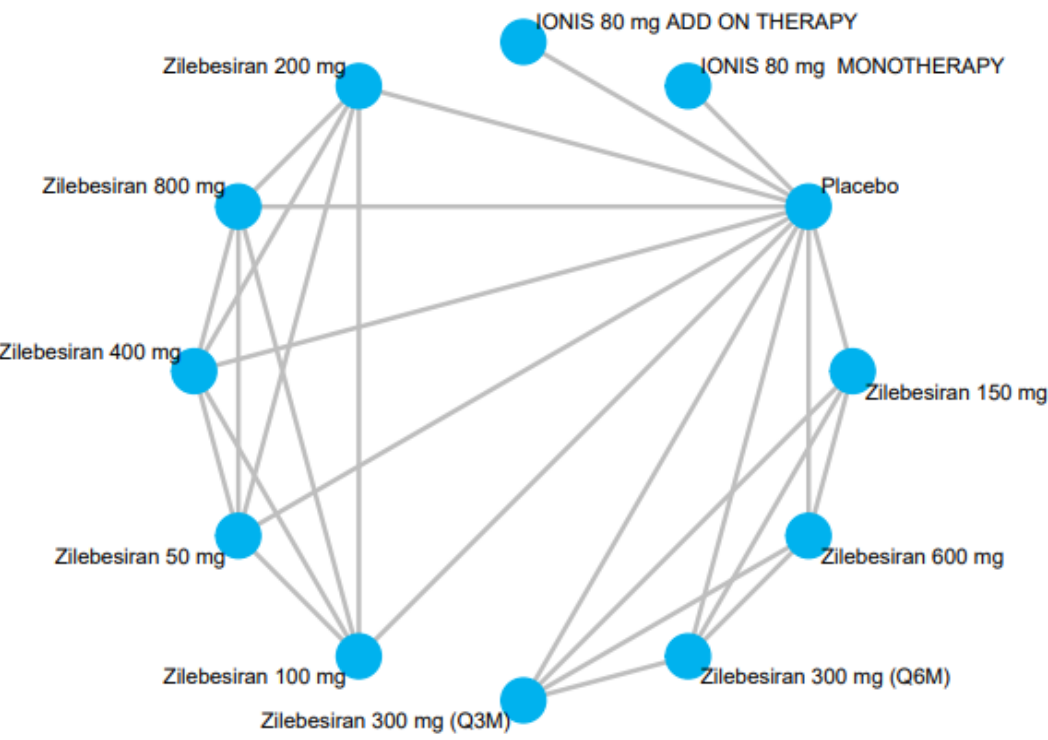 IONIS 80 mg ADD ON THERAPY
Zilebesiran 200 mg
IONIS 80 mg  MONOTHERAPY
Zilebesiran 800 mg
Placebo
Zilebesiran 400 mg
Zilebesiran 150 mg
Zilebesiran 50 mg
Zilebesiran 600 mg
Zilebesiran 100 mg
Zilebesiran 300 mg (Q6M)
Zilebesiran 300 mg (Q3M)